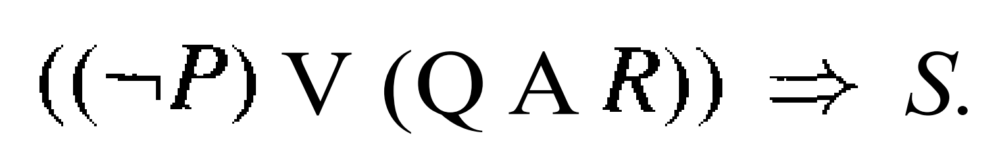 ((¬P) V (Q A R)) ⇒ S.